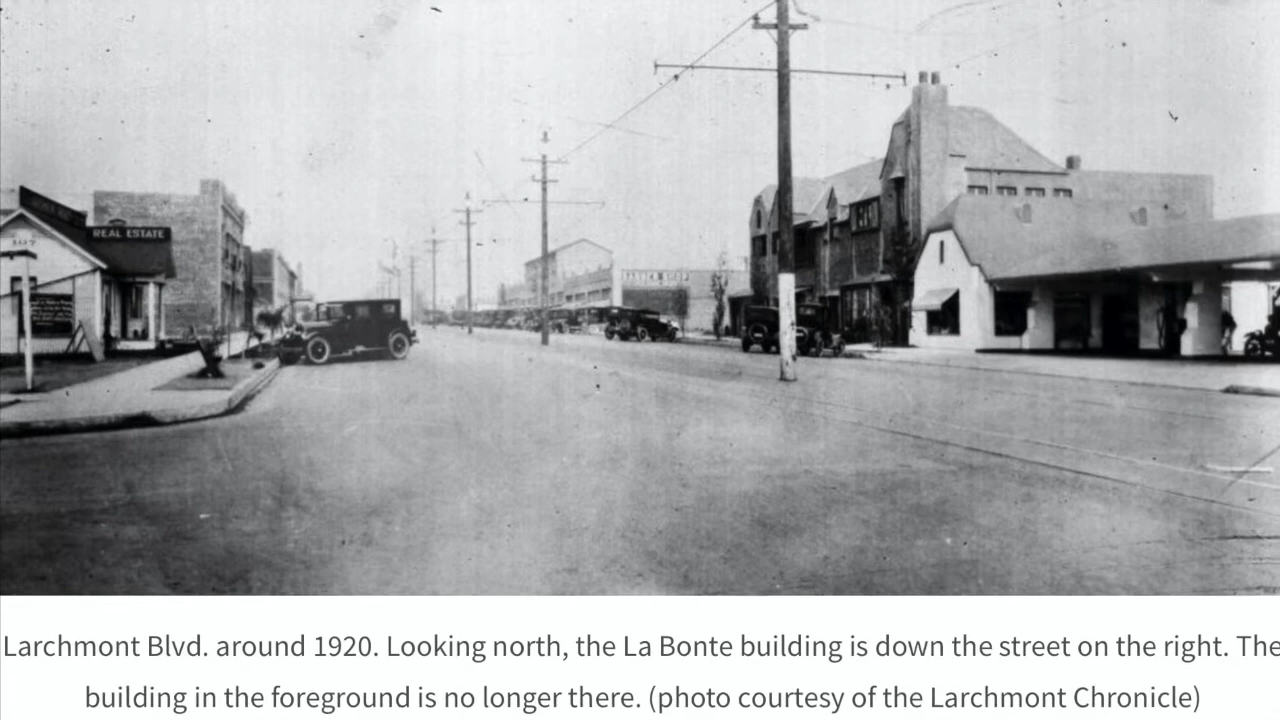 REAL ESTATE
107
Larchmont Blvd. around 1920. Looking north, the La Bonte building is down the street on the right. The
building in the foreground is no longer there. (photo courtesy of the Larchmont Chronicle)